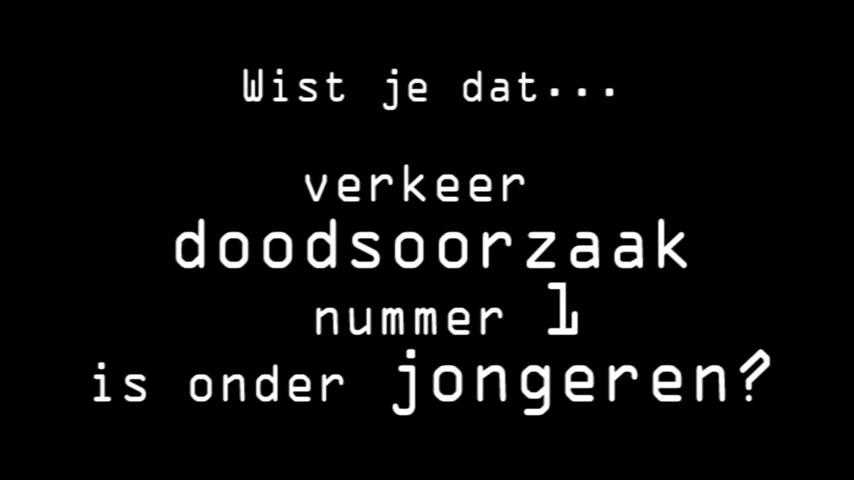 Wist je dat...
verkeer
doodsoorzaak
nummer 1
is onder jongeren?